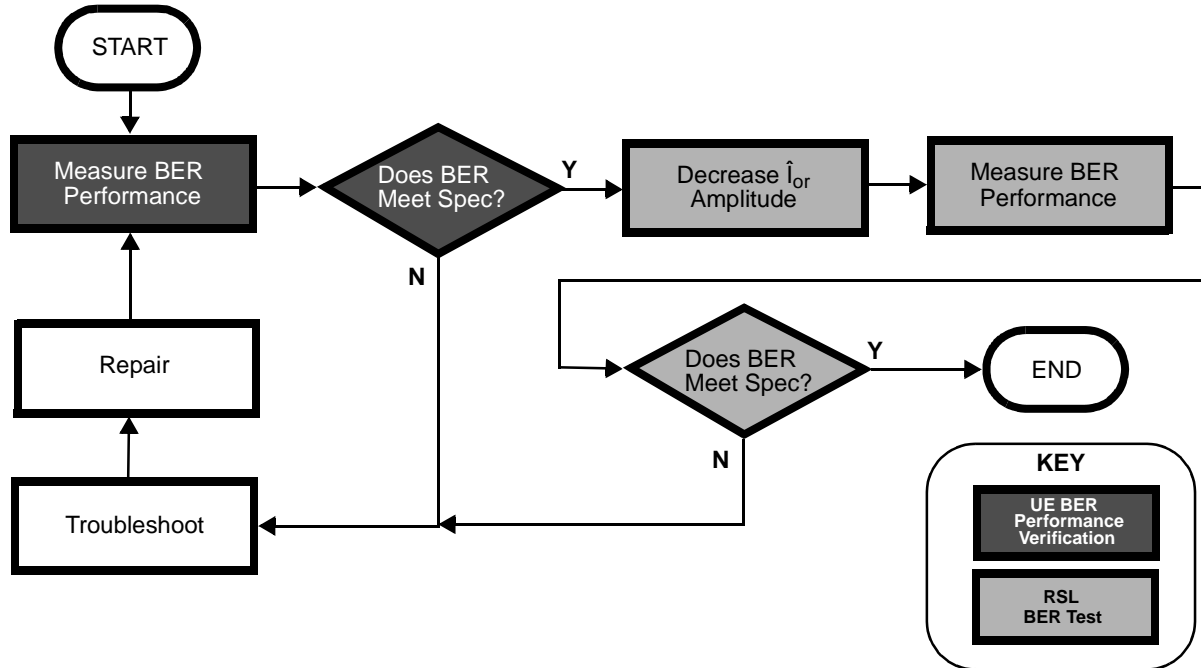 START
Measure BER
Performance
Does BER
Meet Spec?
Y
Decrease Îor
Amplitude
Measure BER
Performance
N
Repair
Does BER
Meet Spec?
Y
END
N
Troubleshoot
KEY
UE BER
Performance
Verification
RSL
BER Test